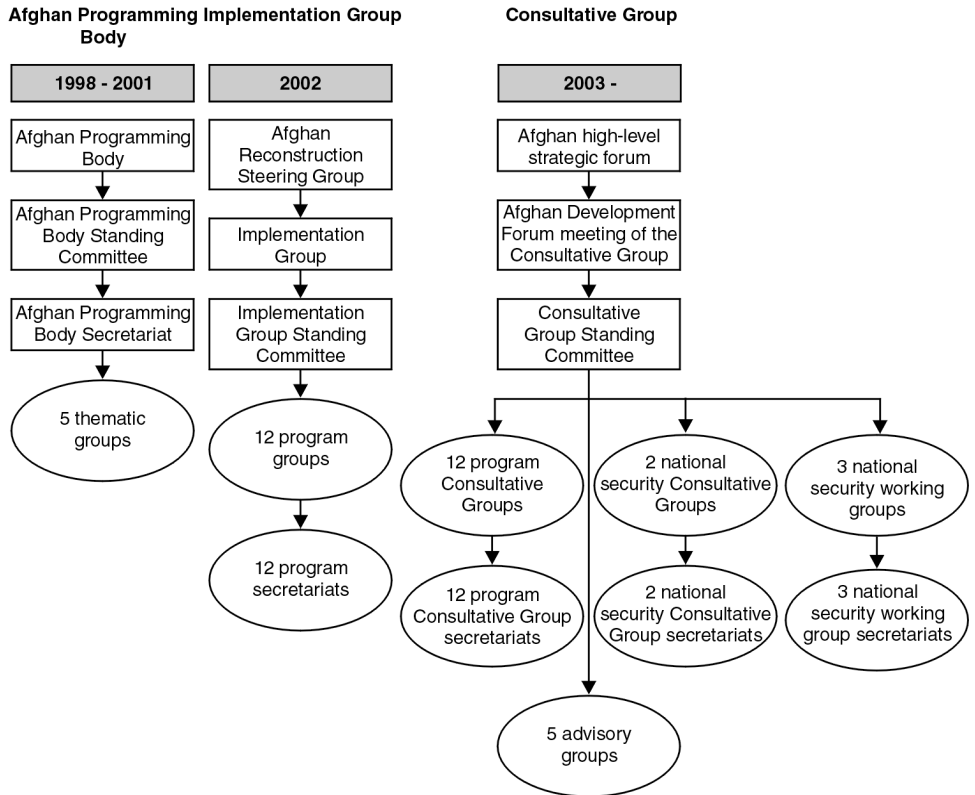 Afghan Programming
Body
Implementation Group
Consultative Group
1998 - 2001
2002
2003 -
Afghan Programming
Body
Afghan Programming
Body Standing
Committee
Afghan Programming
Body Secretariat
5 thematic
groups
Afghan
Reconstruction
Steering Group
Implementation
Group
Implementation
Group Standing
Committee
12 program
groups
12 program
secretariats
Afghan high-level
strategic forum
Afghan Development
Forum meeting of the
Consultative Group
Consultative
Group Standing
Committee
12 program
Consultative
Groups
12 program
Consultative Group
secretariats
2 national
security Consultative
Groups
2 national
security Consultative
Group secretariats
3 national
security working
groups
3 national
security working
group secretariats
5 advisory
groups